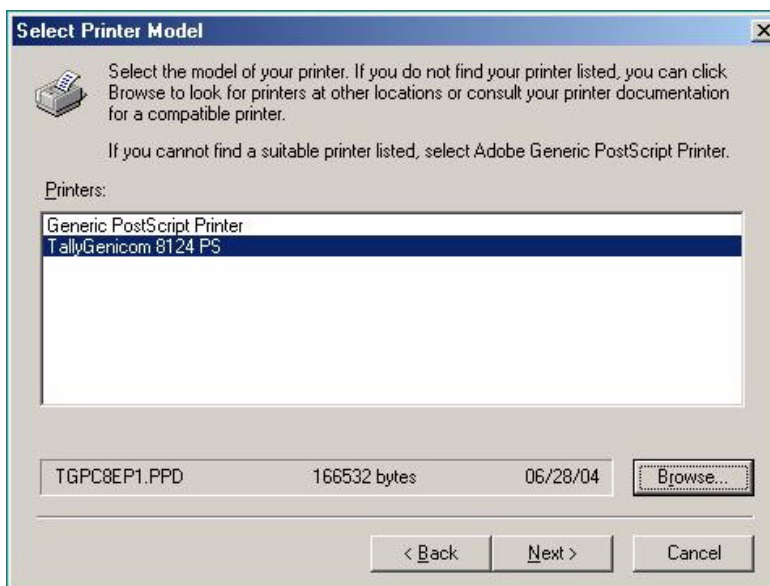 Select Printer Model
Select the model of your printer. If you do not find your printer listed, you can click
Browse to look for printers at other locations or consult your printer documentation
for a compatible printer.
If you cannot find a suitable printer listed, select Adobe Generic PostScript Printer.
Printers:
Generic PostScript Printer
TallyGenicom 8124 PS
TGPC8EP1.PPD 166532 bytes 06/28/04 Browse...
< Back Next > Cancel